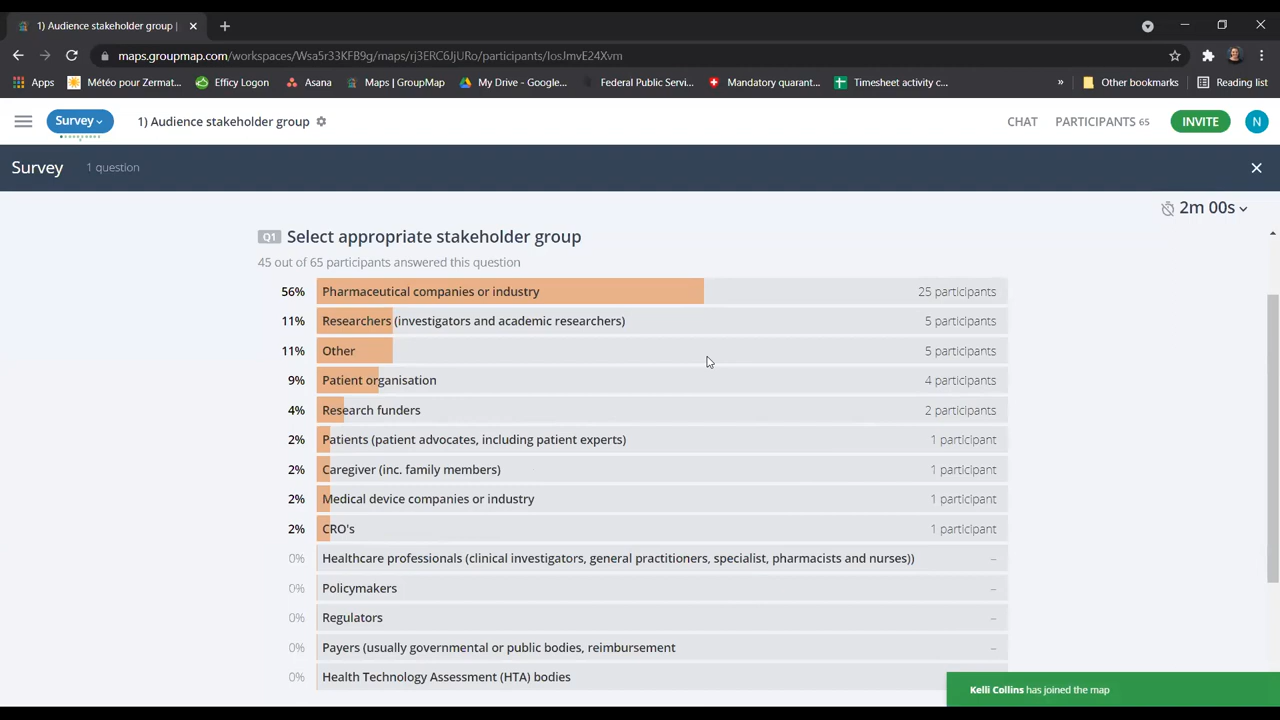 1) Audience stakeholder group |
maps.groupmap.com/workspaces/Wsa5r33KFB9g/maps/rj3ERC6JjURo/participants/IosJmvE24Xvm
Apps Météo pour Zermat... Efficy Logon Asana Maps | GroupMap My Drive - Google... Federal Public Servi... Mandatory quarant... Timesheet activity c... » Other bookmarks Reading list
Survey 1) Audience stakeholder group CHAT PARTICIPANTS 65 INVITE N
Survey 1 question
2m 00s
Q1 Select appropriate stakeholder group
45 out of 65 participants answered this question
56% Pharmaceutical companies or industry 25 participants
11% Researchers (investigators and academic researchers) 5 participants
11% Other 5 participants
9% Patient organisation 4 participants
4% Research funders 2 participants
2% Patients (patient advocates, including patient experts) 1 participant
2% Caregiver (inc. family members) 1 participant
2% Medical device companies or industry 1 participant
2% CRO's 1 participant
0% Healthcare professionals (clinical investigators, general practitioners, specialist, pharmacists and nurses)) –
0% Policymakers –
0% Regulators –
0% Payers (usually governmental or public bodies, reimbursement –
0% Health Technology Assessment (HTA) bodies
Kelli Collins has joined the map